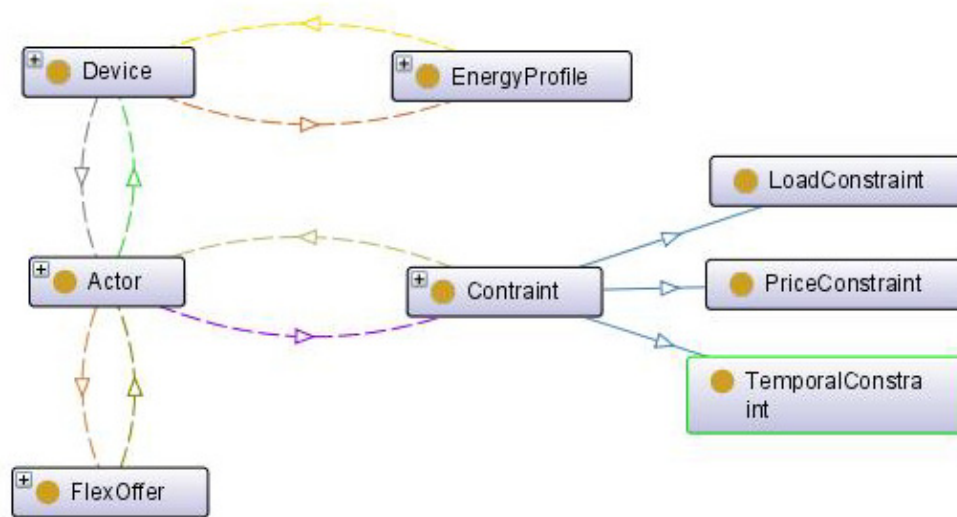 Device
EnergyProfile
LoadConstraint
Actor
Contraint
PriceConstraint
TemporalConstra
int
FlexOffer